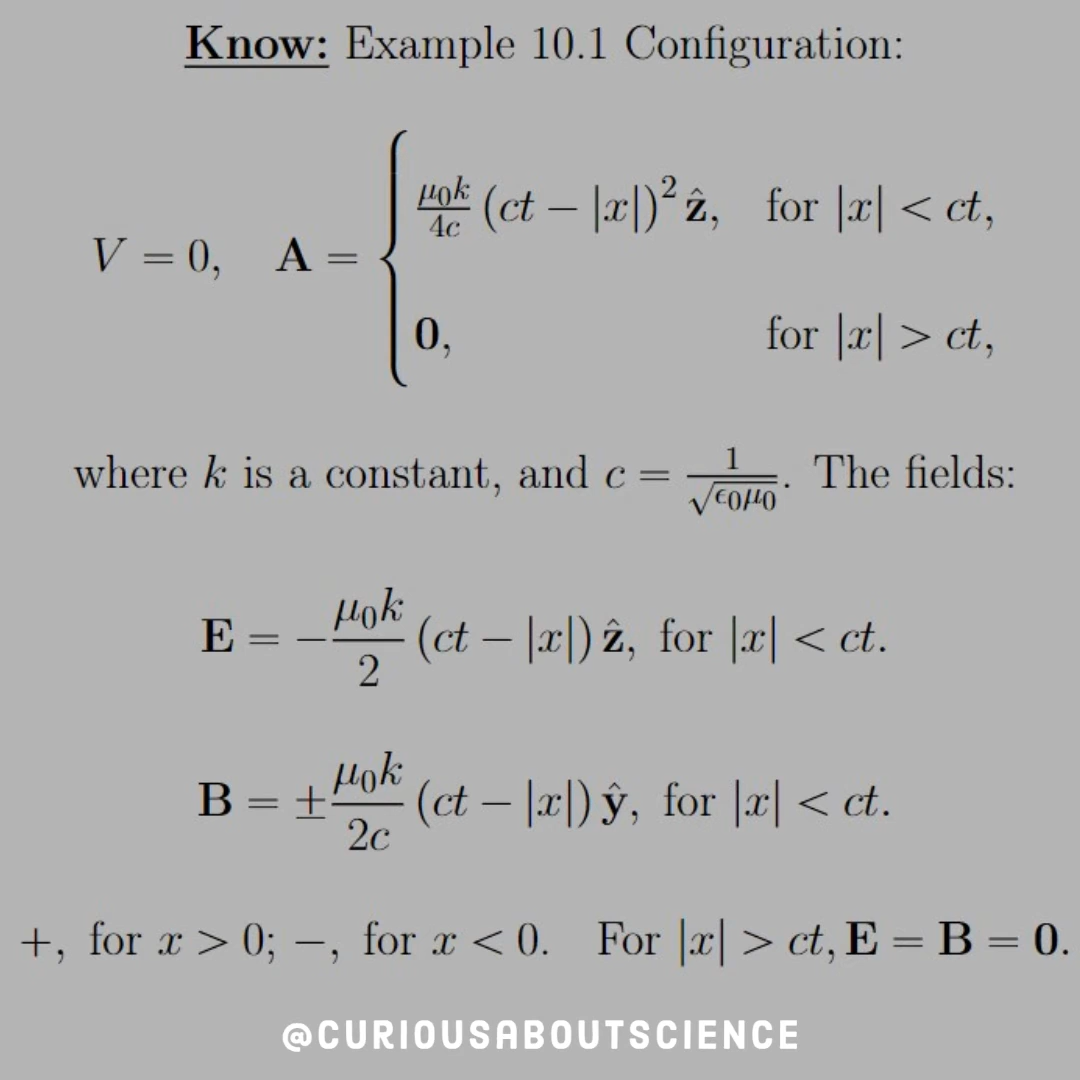 Know: Example 10.1 Configuration:
V = 0, A = { μ₀k/4c (ct − |x|)² ẑ, for |x| < ct,
0, for |x| > ct,
where k is a constant, and c = 1/√ϵ₀μ₀. The fields:
E = −μ₀k/2 (ct − |x|) ẑ, for |x| < ct.
B = ±μ₀k/2c (ct − |x|) ŷ, for |x| < ct.
+, for x > 0; −, for x < 0. For |x| > ct, E = B = 0.
@CURIOUSABOUTSCIENCE